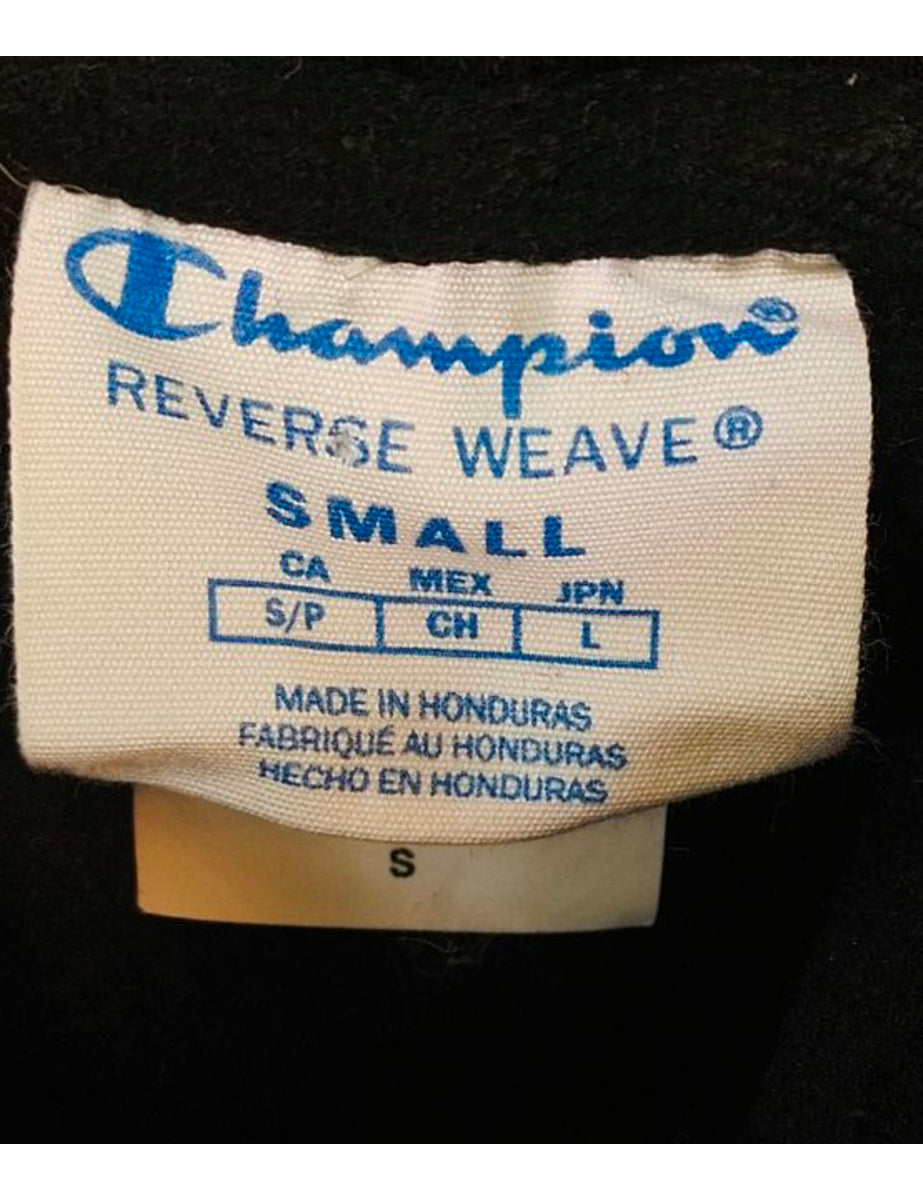 Champion®
REVERSE WEAVE®
SMALL
CA MEX JPN
S/P CH L
MADE IN HONDURAS
FABRIQUÉ AU HONDURAS
HECHO EN HONDURAS
S